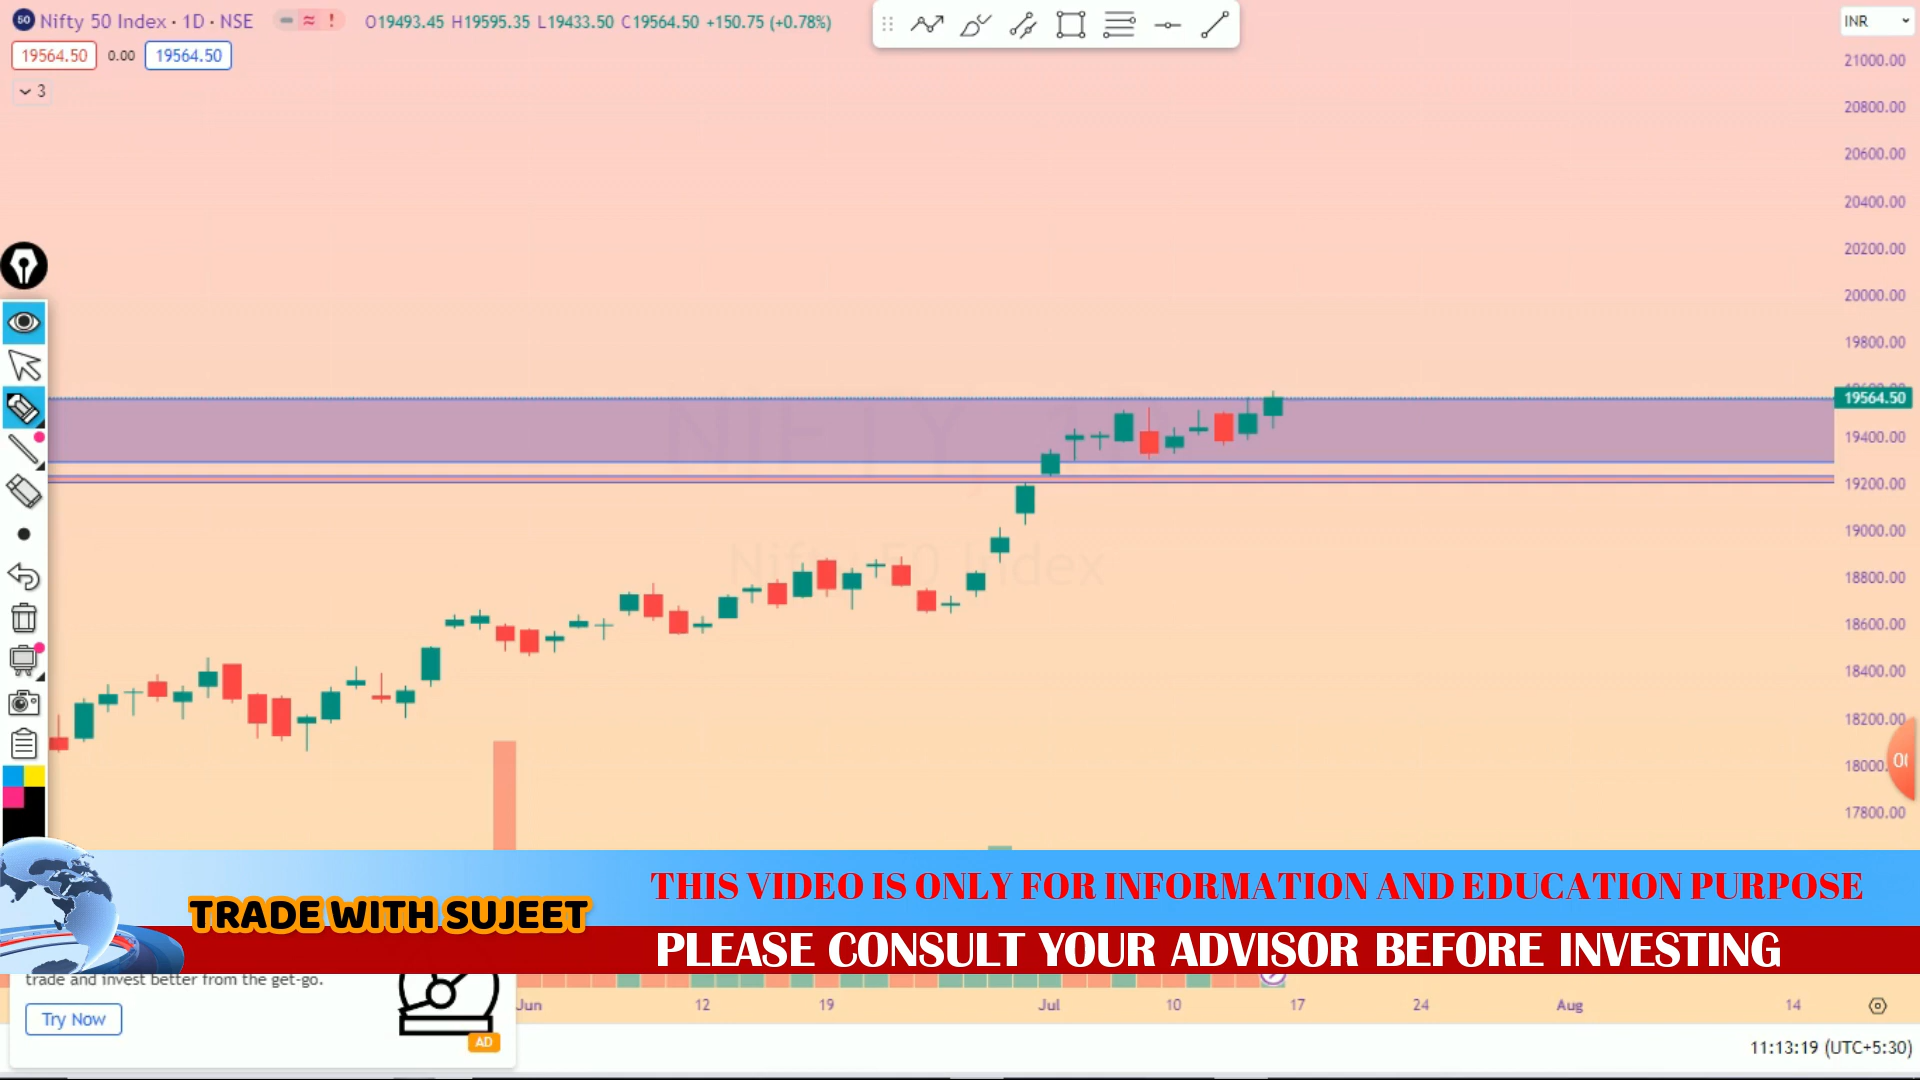 50 Nifty 50 Index · 1D · NSE
O19493.45 H19595.35 L19433.50 C19564.50 +150.75 (+0.78%)
INR
19564.50 0.00 19564.50
3
21000.00
20800.00
20600.00
20400.00
20200.00
20000.00
19800.00
19564.50
19400.00
19200.00
19000.00
18800.00
18600.00
18400.00
18200.00
18000.
17800.00
NIFTY
Nifty 50 Index
TRADE WITH SUJEET
THIS VIDEO IS ONLY FOR INFORMATION AND EDUCATION PURPOSE
PLEASE CONSULT YOUR ADVISOR BEFORE INVESTING
trade and invest better from the get-go.
Try Now
AD
Jun 12 19 Jul 10 17 24 Aug 14
11:13:19 (UTC+5:30)